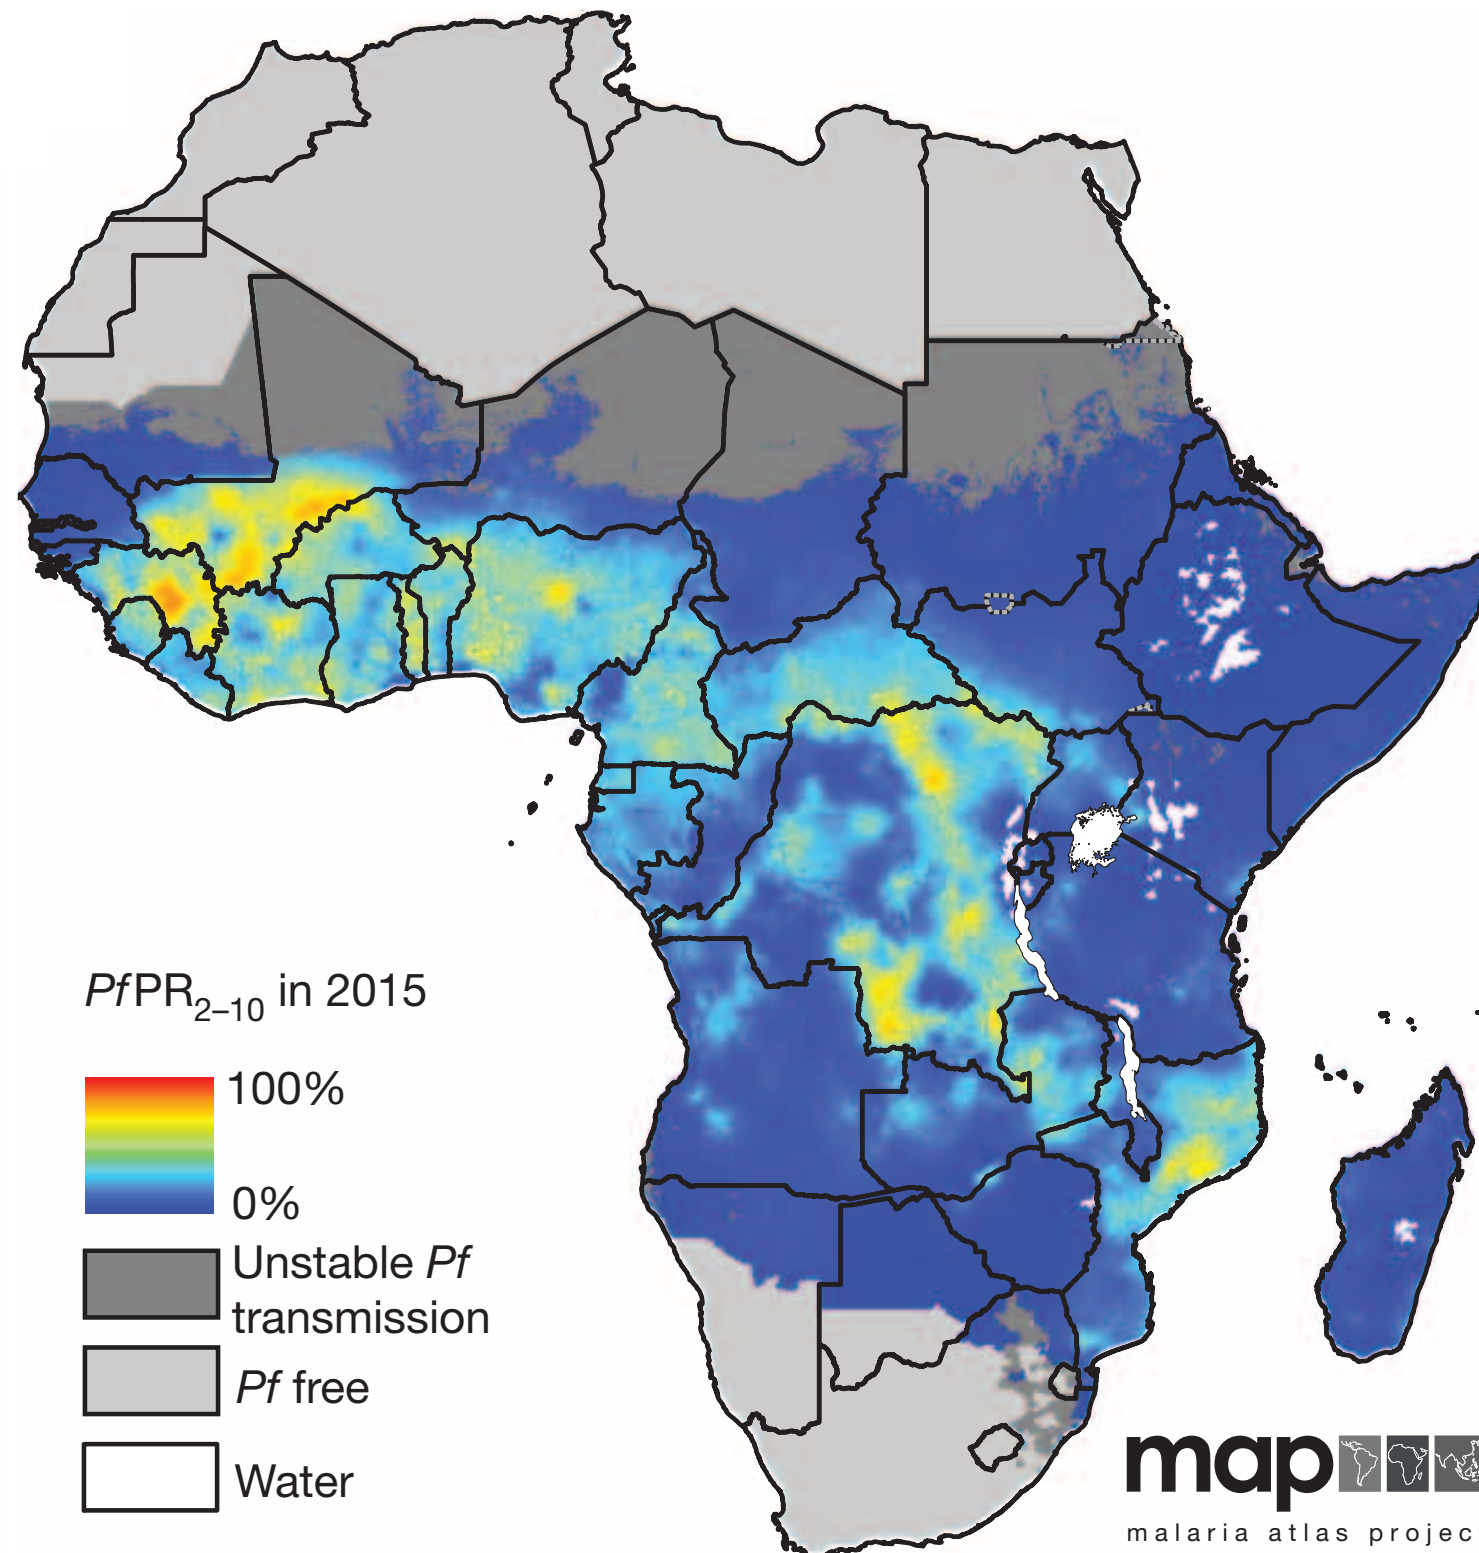 PfPR2–10 in 2015
100%
0%
Unstable Pf
transmission
Pf free
Water
map
malaria atlas projec